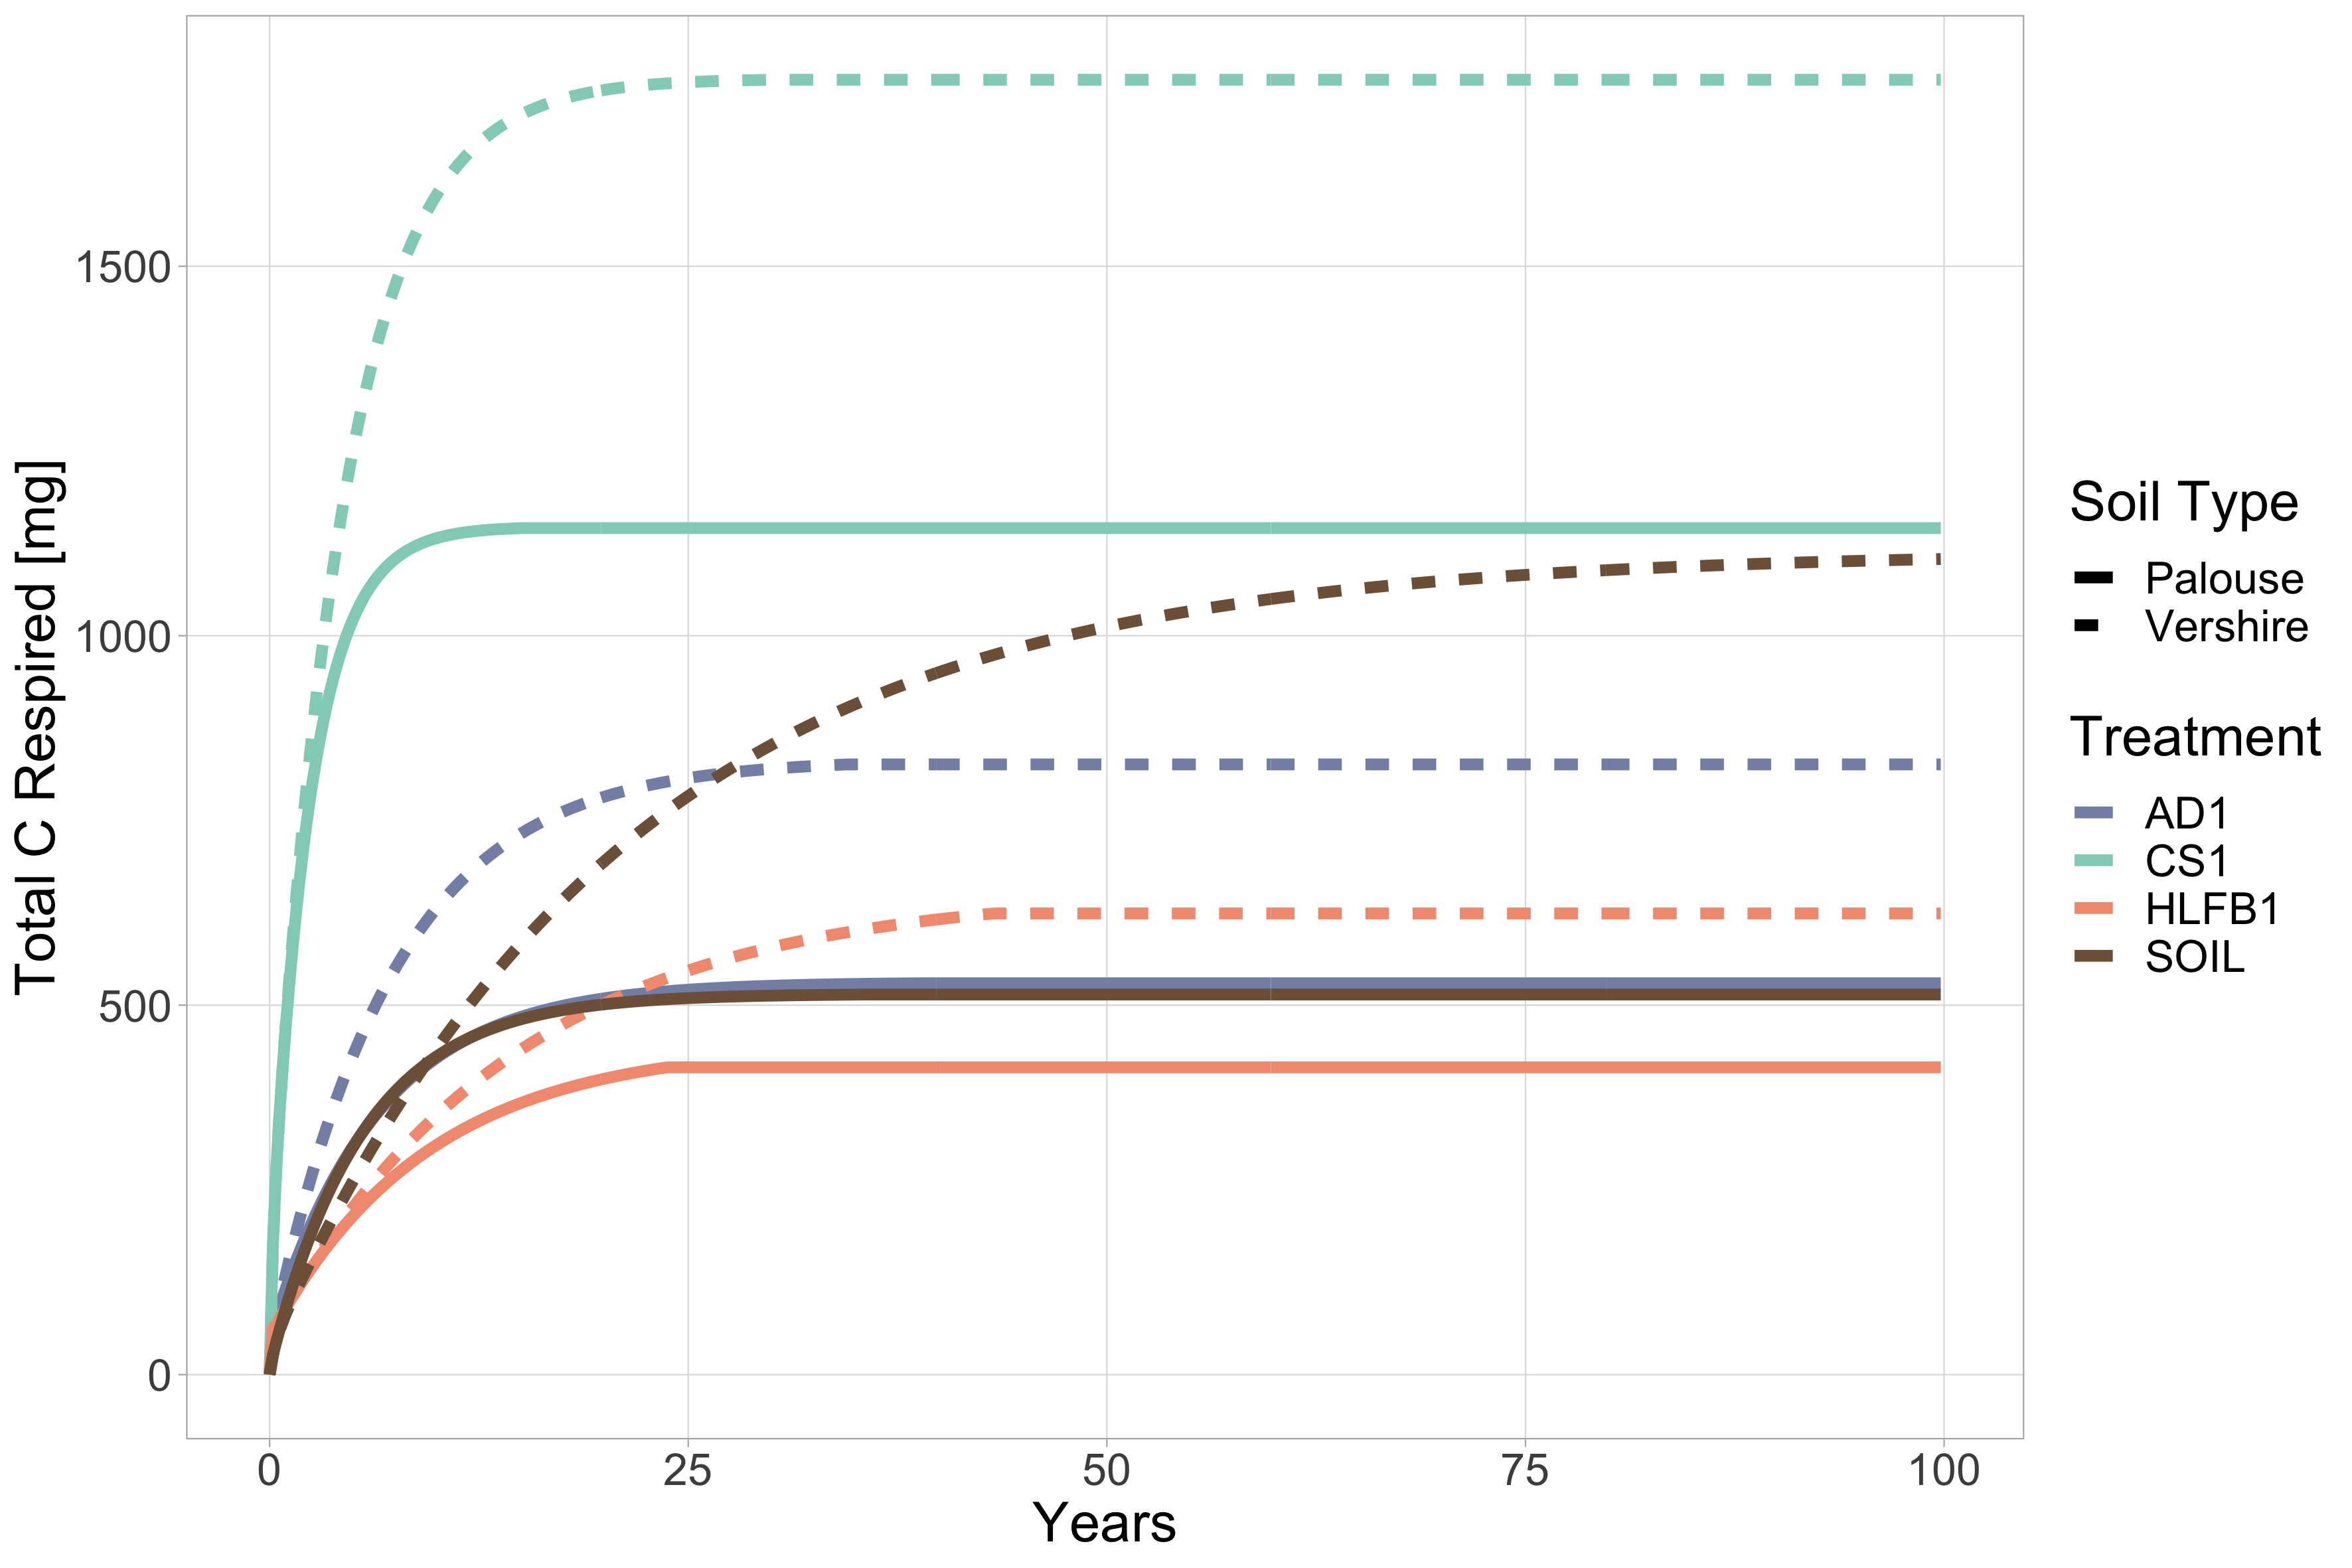 Total C Respired [mg]
1500
1000
500
0
0 25 50 75 100
Years
Soil Type
Palouse
Vershire
Treatment
AD1
CS1
HLFB1
SOIL